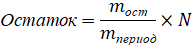 Остаток = m_ост / m_период × N